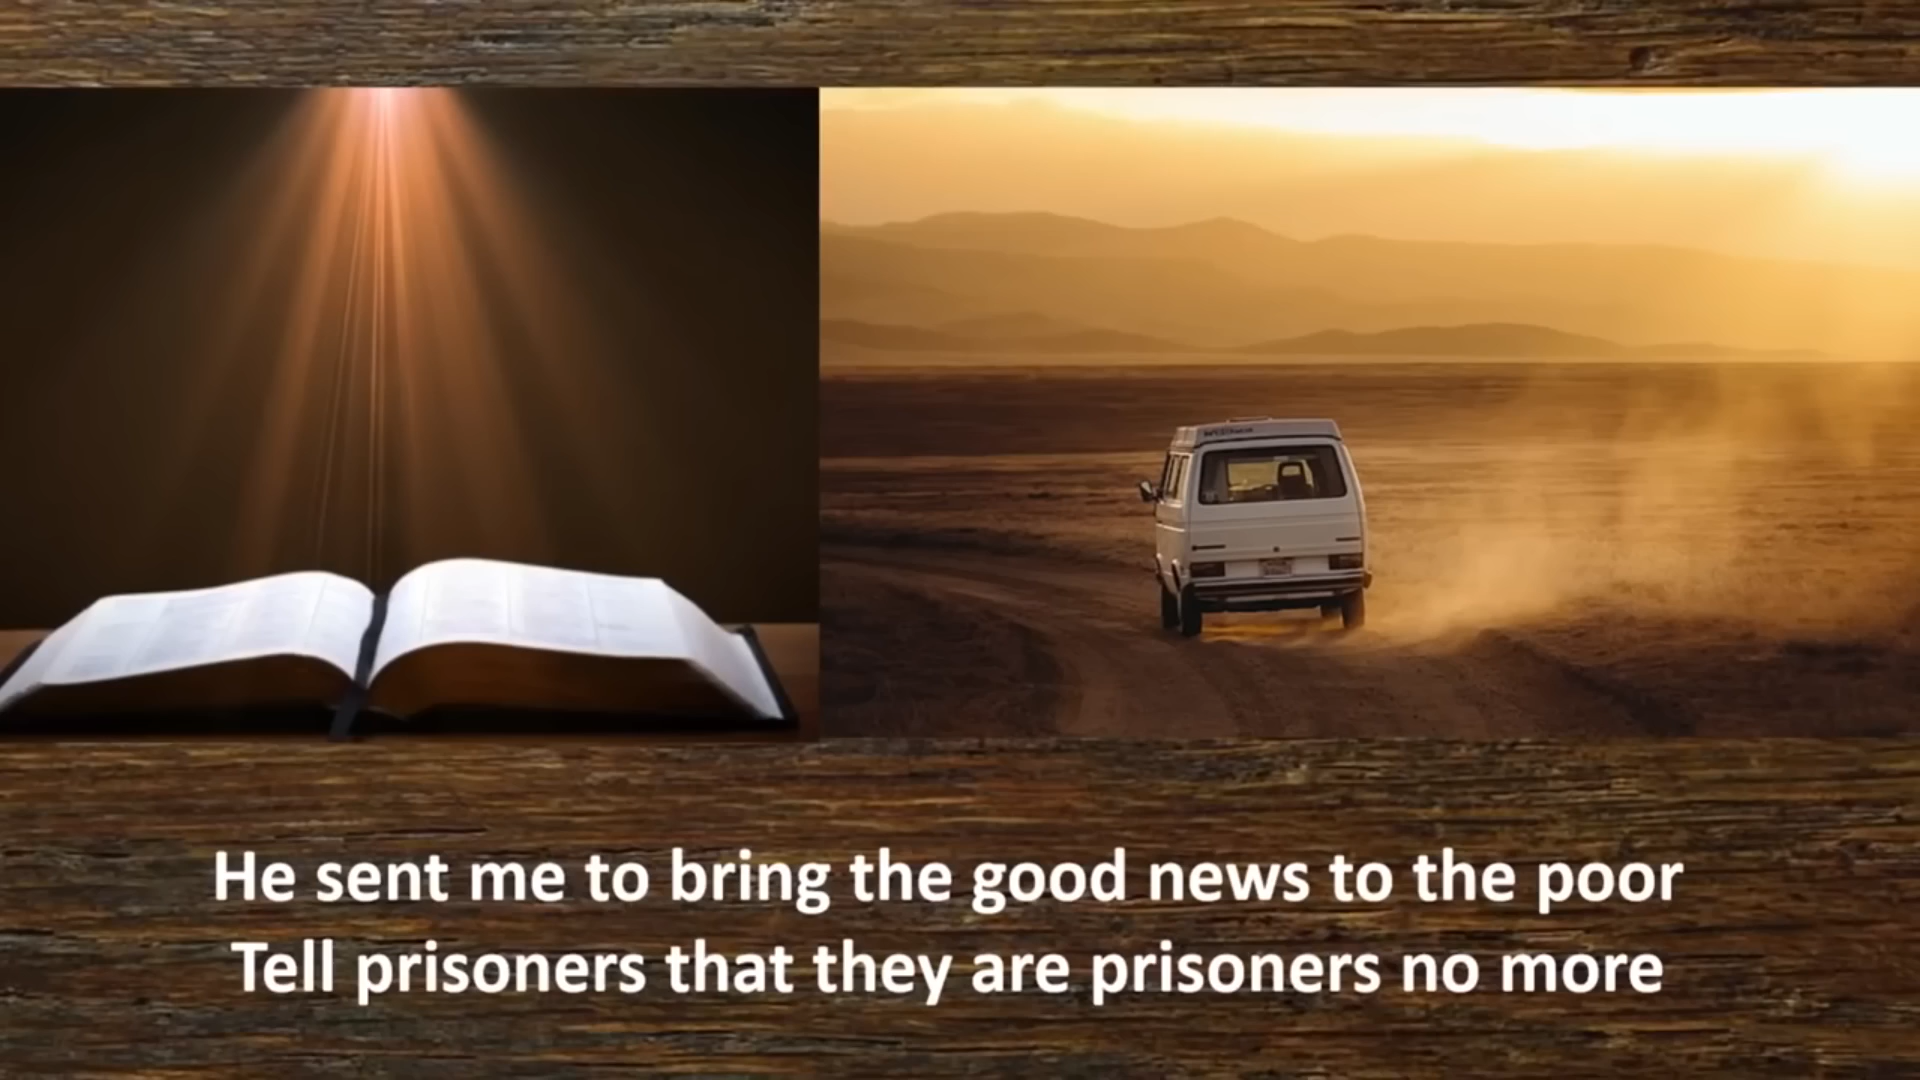 He sent me to bring the good news to the poor
Tell prisoners that they are prisoners no more